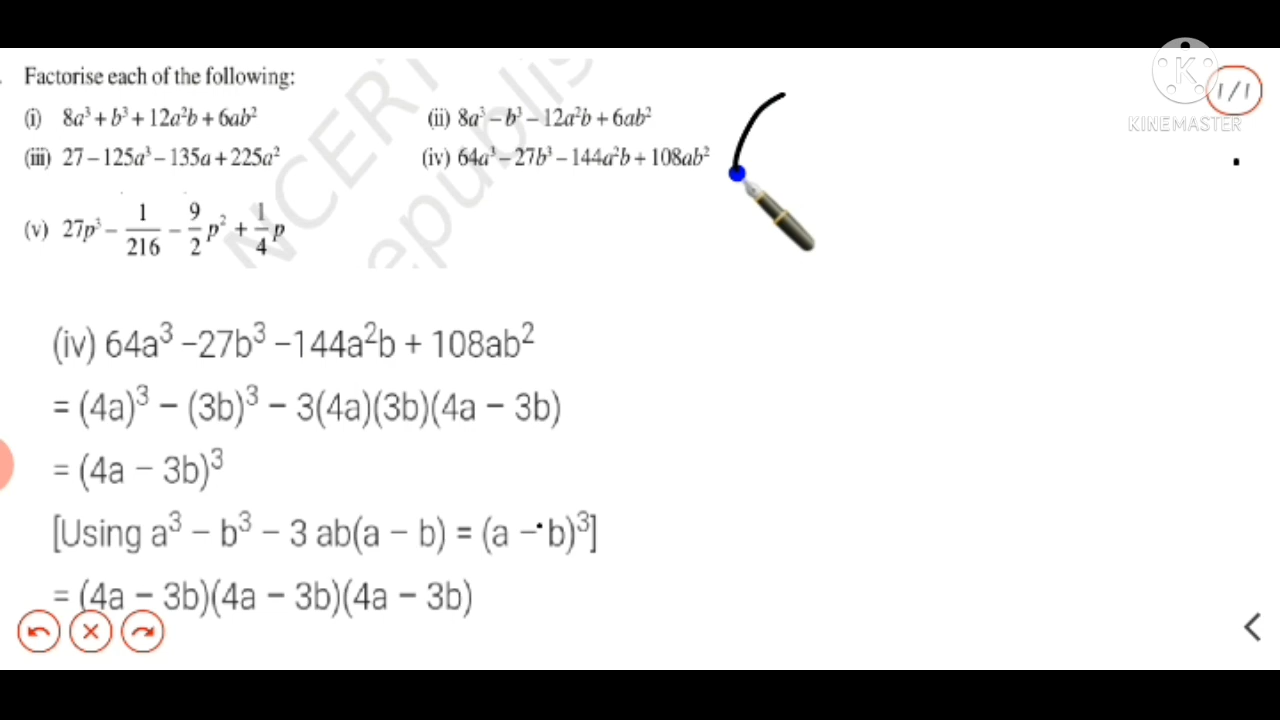 Factorise each of the following:
(i) 8a³ + b³ + 12a²b + 6ab²
(ii) 8a³ – b³ – 12a²b + 6ab²
(iii) 27 – 125a³ – 135a + 225a²
(iv) 64a³ – 27b³ – 144a²b + 108ab²
(v) 27p³ – 1/216 – 9/2 p² + 1/4 p
(iv) 64a³ –27b³ –144a²b + 108ab²
= (4a)³ – (3b)³ – 3(4a)(3b)(4a – 3b)
= (4a – 3b)³
[Using a³ – b³ – 3 ab(a – b) = (a – b)³]
= (4a – 3b)(4a – 3b)(4a – 3b)
NCERT
republis
K
KINEMASTER
1/1